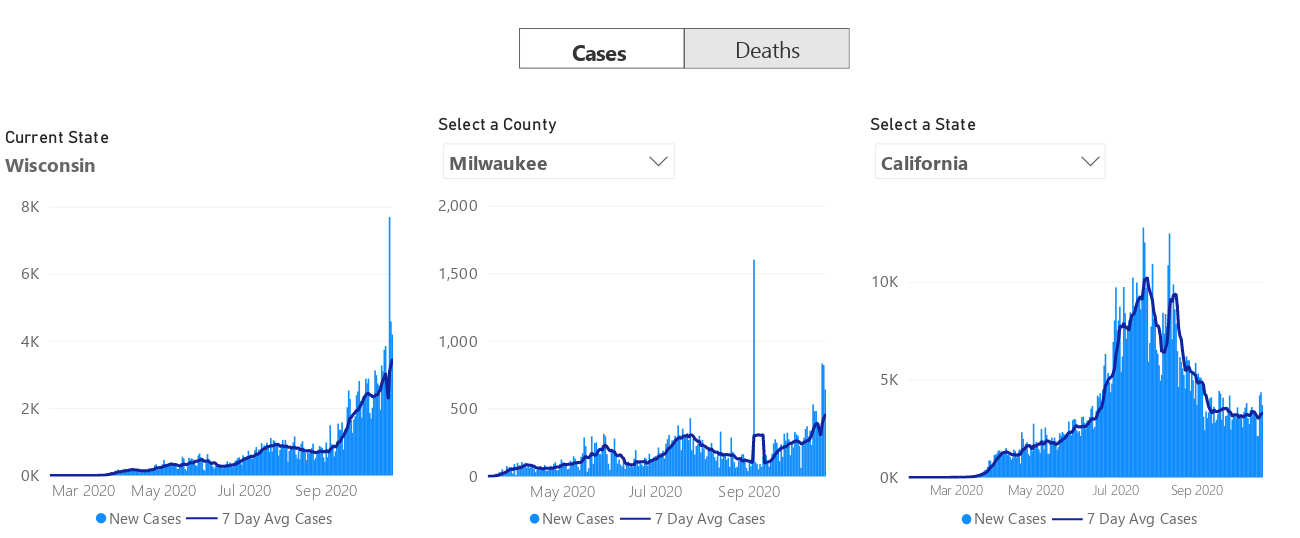 Cases Deaths
Current State
Wisconsin
8K
6K
4K
2K
0K
Mar 2020 May 2020 Jul 2020 Sep 2020
New Cases 7 Day Avg Cases
Select a County
Milwaukee
2,000
1,500
1,000
500
0
May 2020 Jul 2020 Sep 2020
New Cases 7 Day Avg Cases
Select a State
California
10K
5K
0K
Mar 2020 May 2020 Jul 2020 Sep 2020
New Cases 7 Day Avg Cases